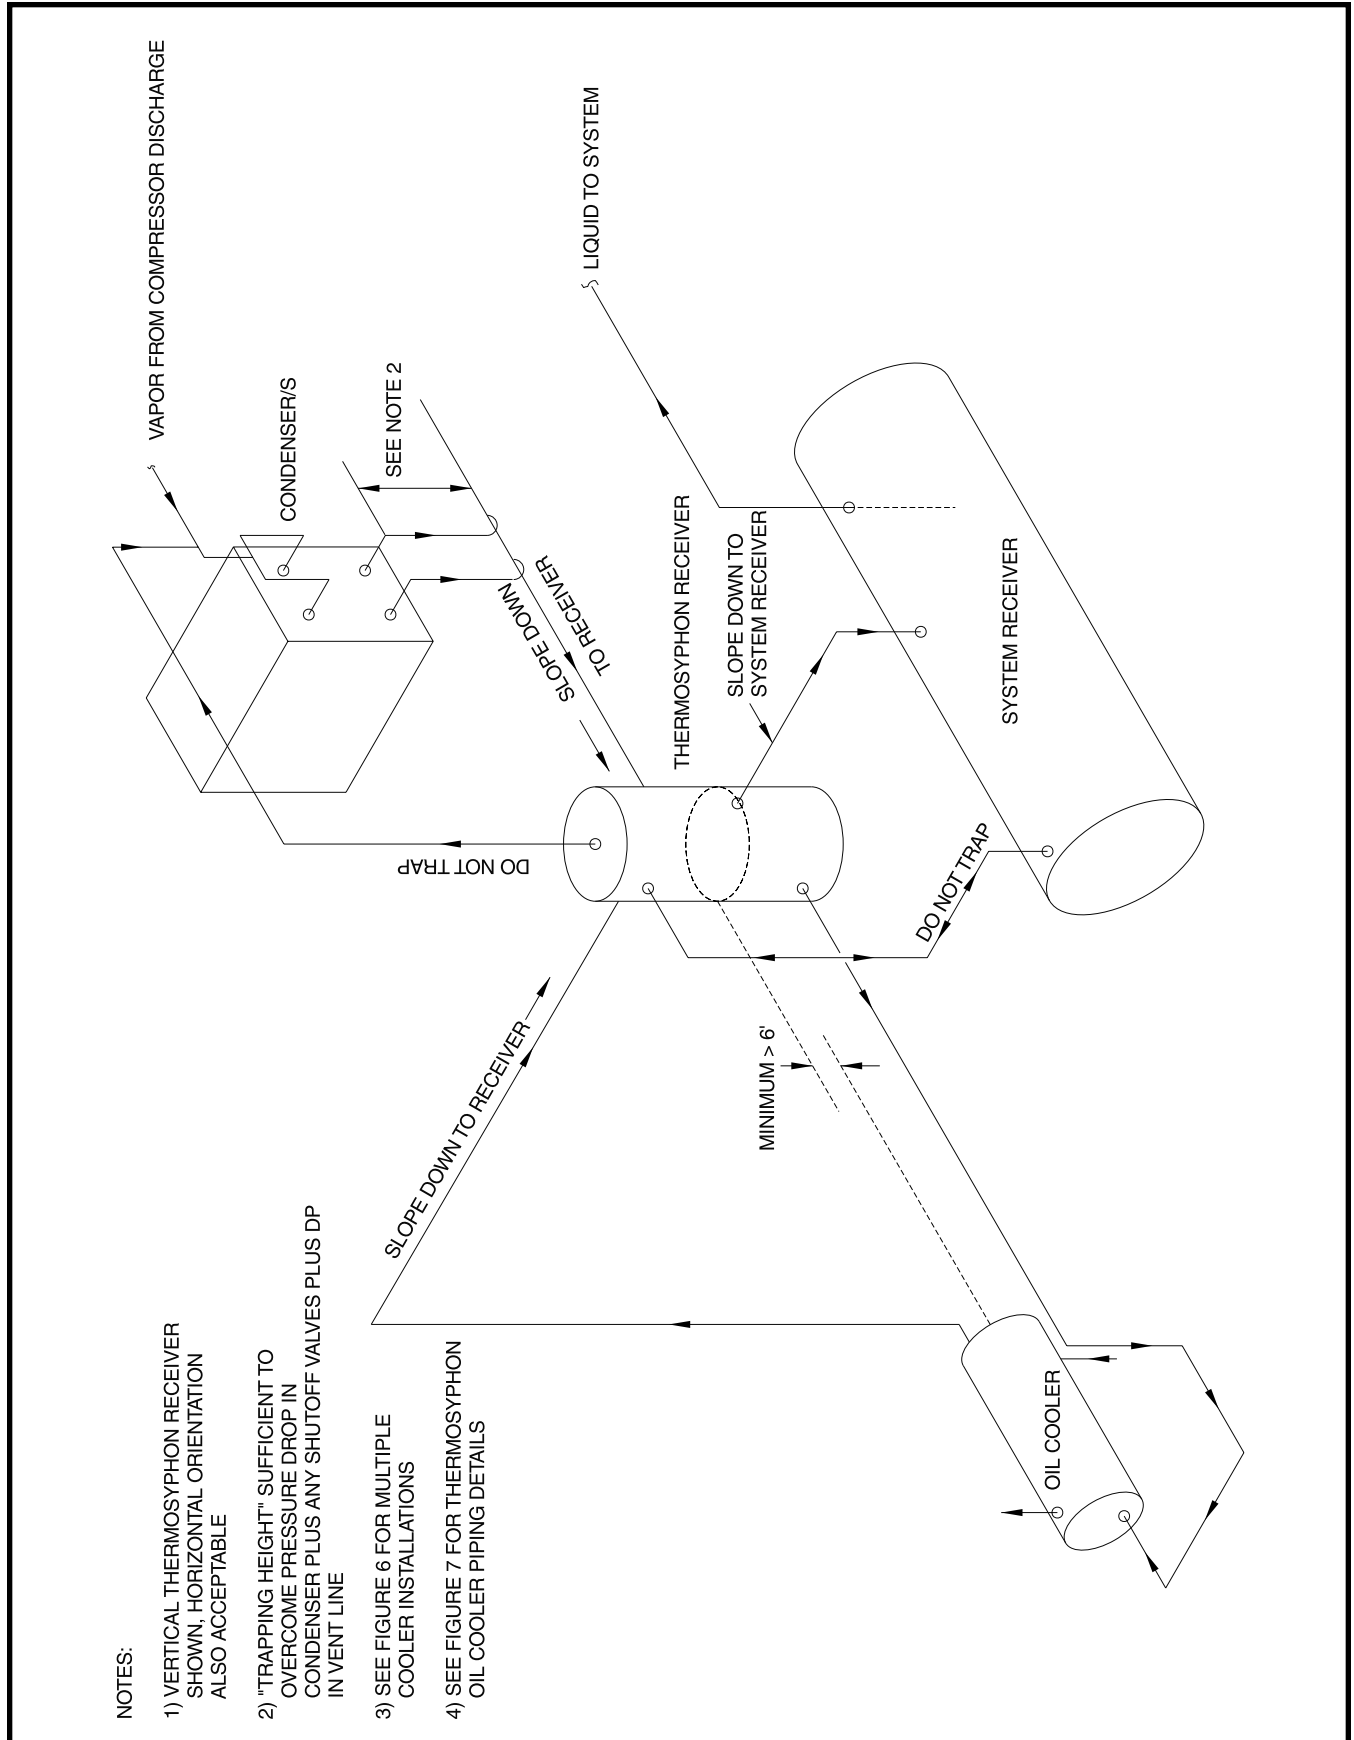 NOTES:
1) VERTICAL THERMOSYPHON RECEIVER
SHOWN, HORIZONTAL ORIENTATION
ALSO ACCEPTABLE
2) "TRAPPING HEIGHT" SUFFICIENT TO
OVERCOME PRESSURE DROP IN
CONDENSER PLUS ANY SHUTOFF VALVES PLUS DP
IN VENT LINE
3) SEE FIGURE 6 FOR MULTIPLE
COOLER INSTALLATIONS
4) SEE FIGURE 7 FOR THERMOSYPHON
OIL COOLER PIPING DETAILS
VAPOR FROM COMPRESSOR DISCHARGE
CONDENSER/S
SEE NOTE 2
LIQUID TO SYSTEM
DO NOT TRAP
SLOPE DOWN
TO RECEIVER
SLOPE DOWN TO RECEIVER
THERMOSYPHON RECEIVER
SLOPE DOWN TO
SYSTEM RECEIVER
MINIMUM > 6'
DO NOT TRAP
SYSTEM RECEIVER
OIL COOLER